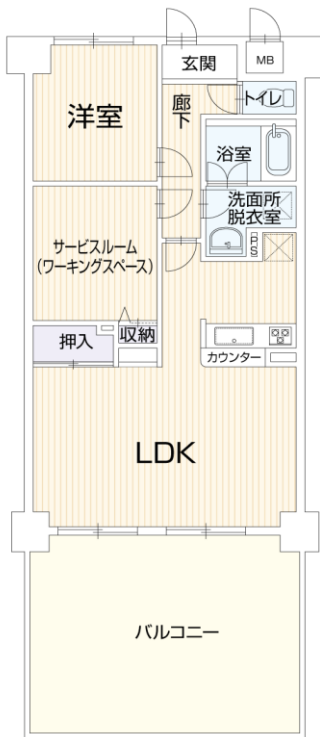 玄関
MB
洋室
廊下
トイレ
浴室
洗面所
脱衣室
PS
サービスルーム
(ワーキングスペース)
押入
収納
カウンター
LDK
バルコニー